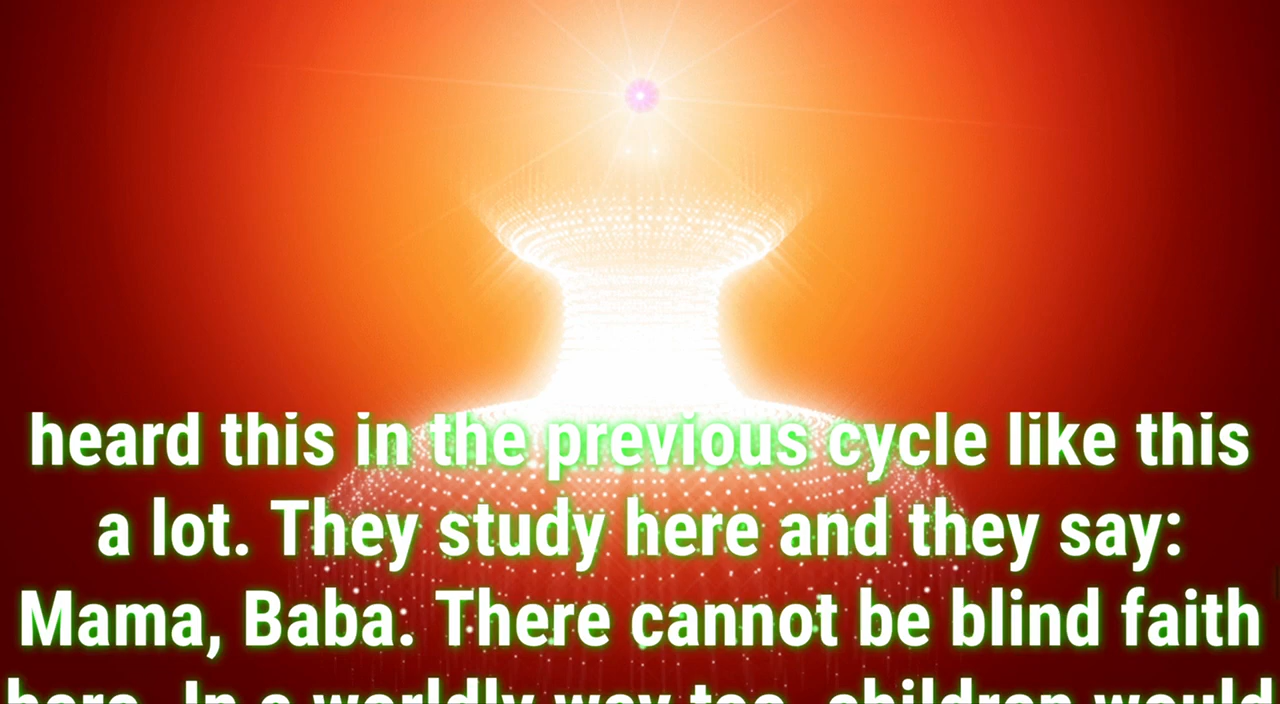 heard this in the previous cycle like this
a lot. They study here and they say:
Mama, Baba. There cannot be blind faith
here. In a worldly way too, children would